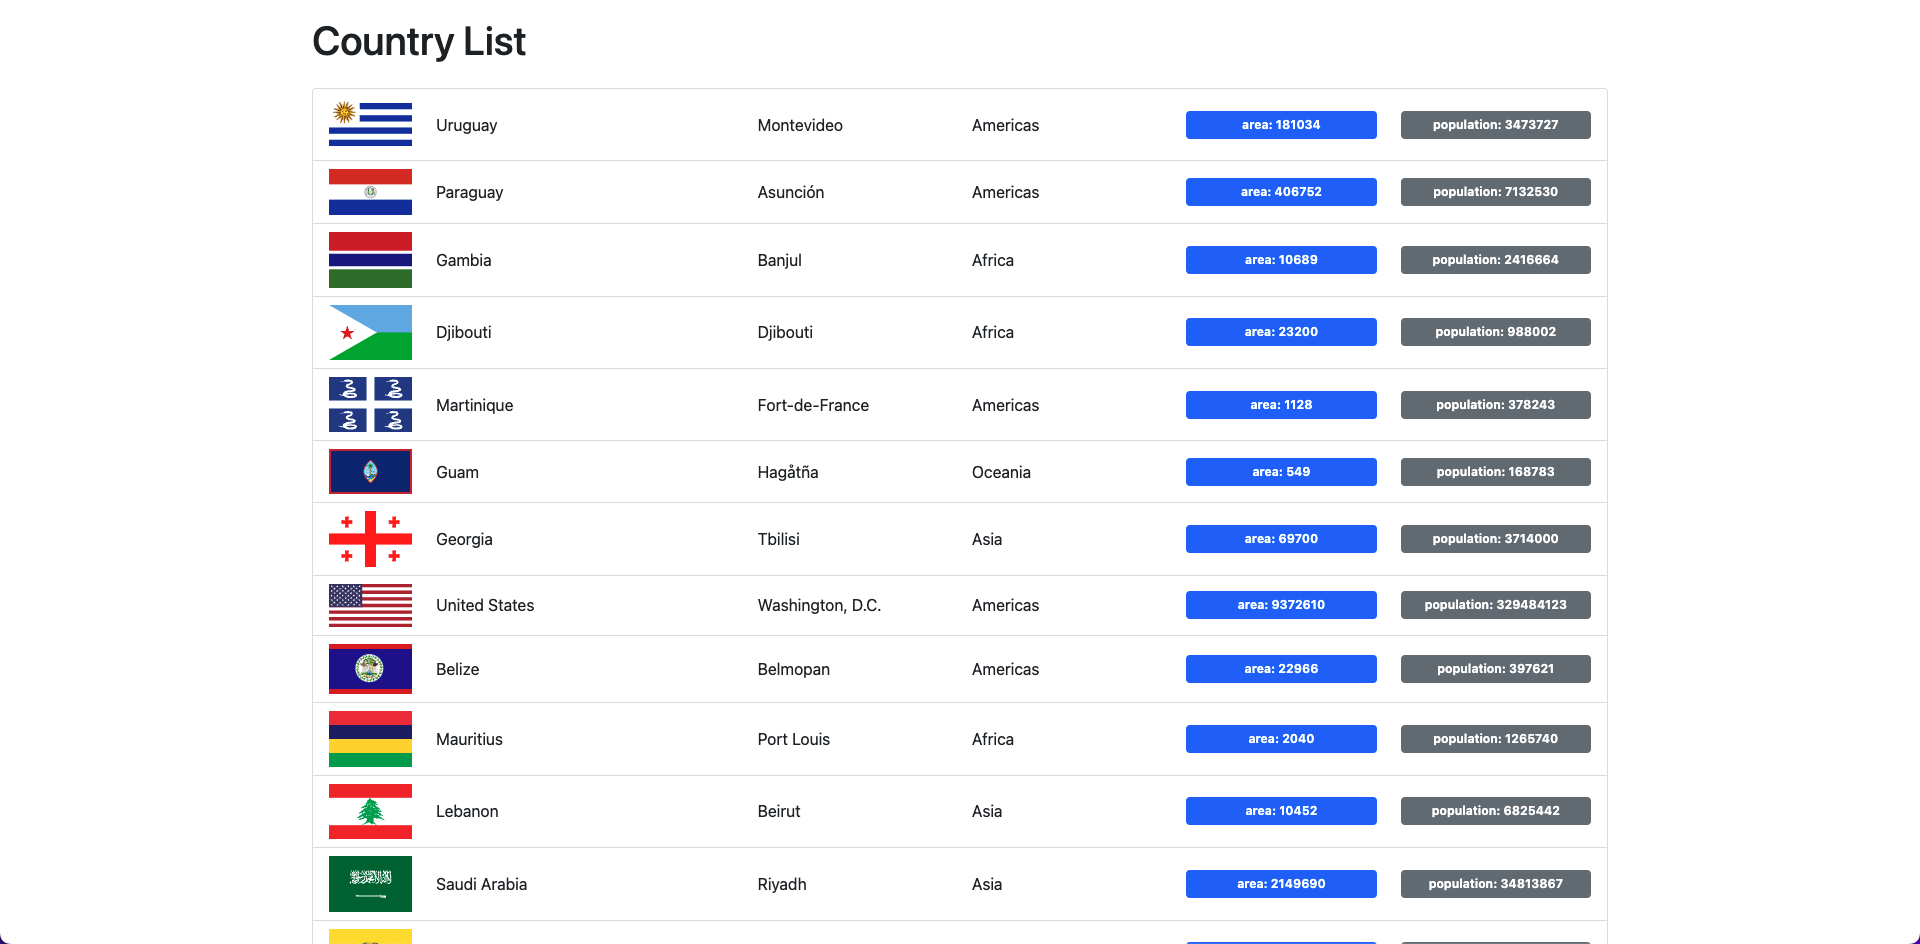 Country List
Uruguay Montevideo Americas area: 181034 population: 3473727
Paraguay Asunción Americas area: 406752 population: 7132530
Gambia Banjul Africa area: 10689 population: 2416664
Djibouti Djibouti Africa area: 23200 population: 988002
Martinique Fort-de-France Americas area: 1128 population: 378243
Guam Hagåtña Oceania area: 549 population: 168783
Georgia Tbilisi Asia area: 69700 population: 3714000
United States Washington, D.C. Americas area: 9372610 population: 329484123
Belize Belmopan Americas area: 22966 population: 397621
Mauritius Port Louis Africa area: 2040 population: 1265740
Lebanon Beirut Asia area: 10452 population: 6825442
Saudi Arabia Riyadh Asia area: 2149690 population: 34813867